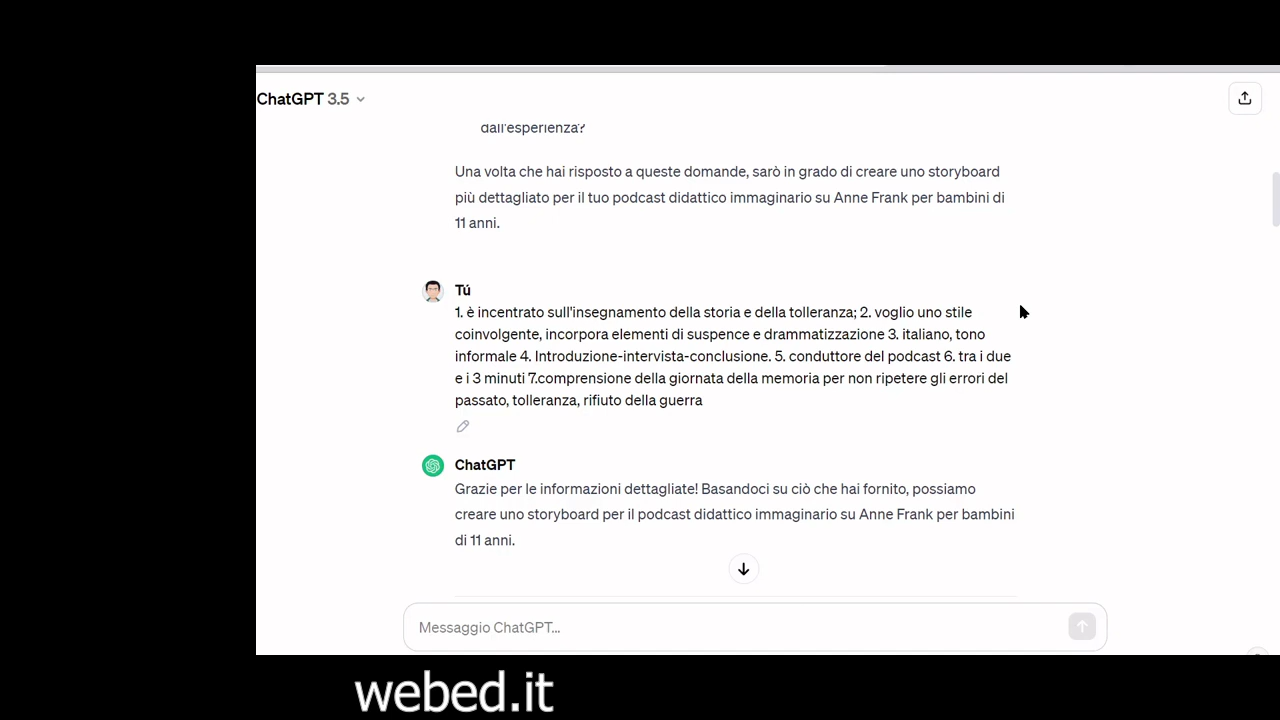 ChatGPT 3.5
dall'esperienza?
Una volta che hai risposto a queste domande, sarò in grado di creare uno storyboard
più dettagliato per il tuo podcast didattico immaginario su Anne Frank per bambini di
11 anni.
Tú
1. è incentrato sull'insegnamento della storia e della tolleranza; 2. voglio uno stile
coinvolgente, incorpora elementi di suspence e drammatizzazione 3. italiano, tono
informale 4. Introduzione-intervista-conclusione. 5. conduttore del podcast 6. tra i due
e i 3 minuti 7.comprensione della giornata della memoria per non ripetere gli errori del
passato, tolleranza, rifiuto della guerra
ChatGPT
Grazie per le informazioni dettagliate! Basandoci su ciò che hai fornito, possiamo
creare uno storyboard per il podcast didattico immaginario su Anne Frank per bambini
di 11 anni.
Messaggio ChatGPT...
webed.it